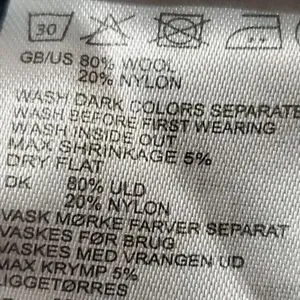 30
GB/US 80% WOOL
20% NYLON
WASH DARK COLORS SEPARATE
WASH BEFORE FIRST WEARING
WASH INSIDE OUT
MAX SHRINKAGE 5%
DRY FLAT
DK 80% ULD
20% NYLON
VASK MØRKE FARVER SEPARAT
VASKES FØR BRUG
VASKES MED VRANGEN UD
MAX KRYMP 5%
LIGGETØRRES